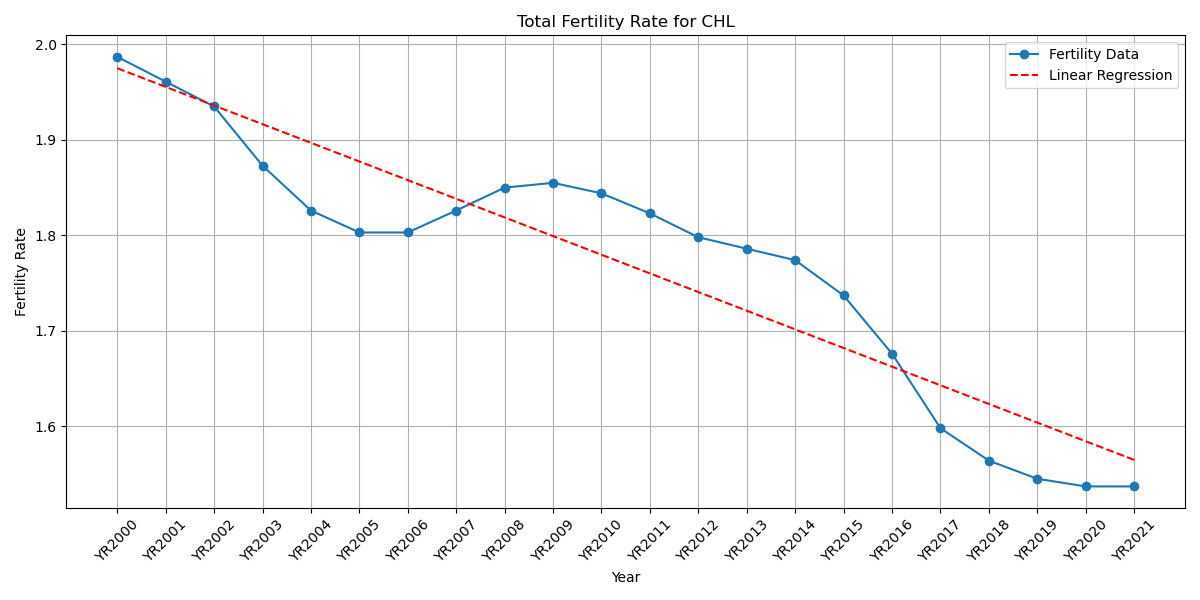 Total Fertility Rate for CHL
Fertility Data
Linear Regression
Fertility Rate
2.0
1.9
1.8
1.7
1.6
YR2000
YR2001
YR2002
YR2003
YR2004
YR2005
YR2006
YR2007
YR2008
YR2009
YR2010
YR2011
YR2012
YR2013
YR2014
YR2015
YR2016
YR2017
YR2018
YR2019
YR2020
YR2021
Year